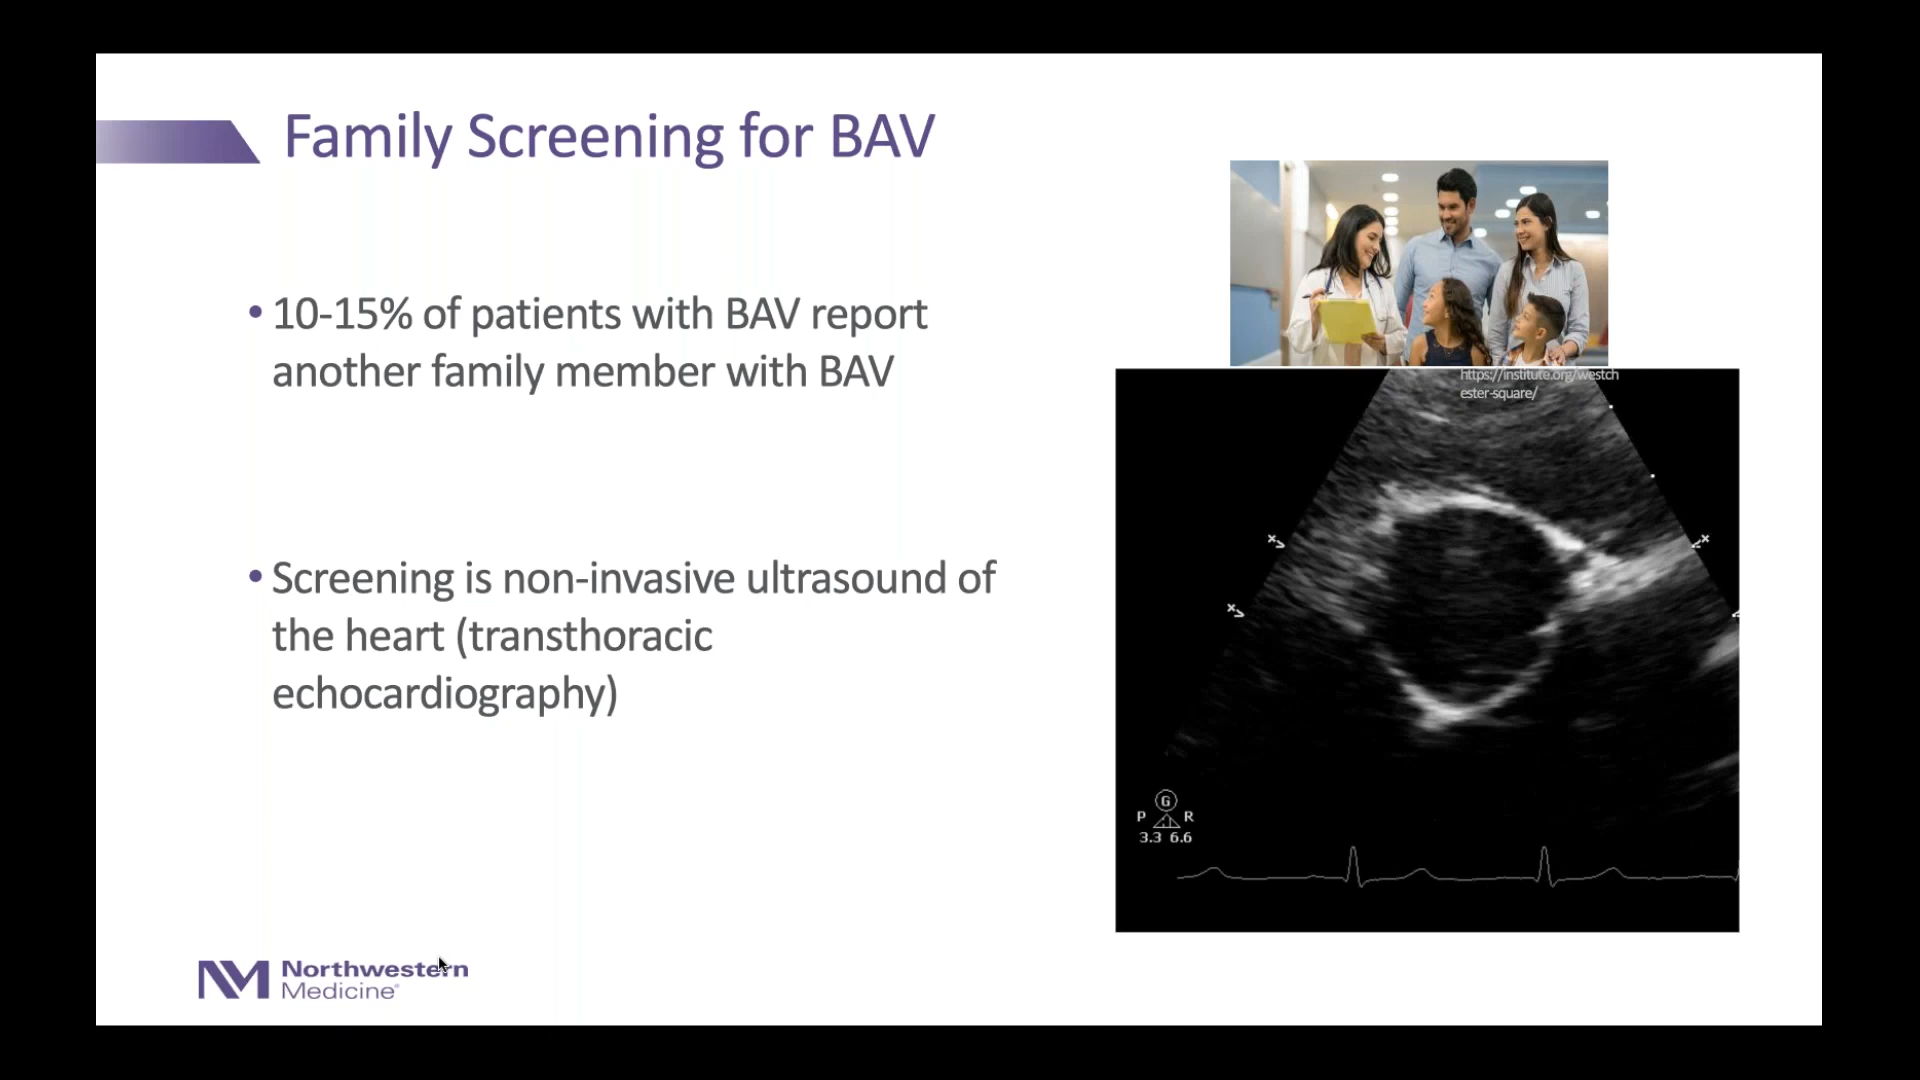 Family Screening for BAV
• 10-15% of patients with BAV report
another family member with BAV
• Screening is non-invasive ultrasound of
the heart (transthoracic
echocardiography)
https://institute.org/westch
ester-square/
G
P R
3.3 6.6
NM Northwestern
Medicine®